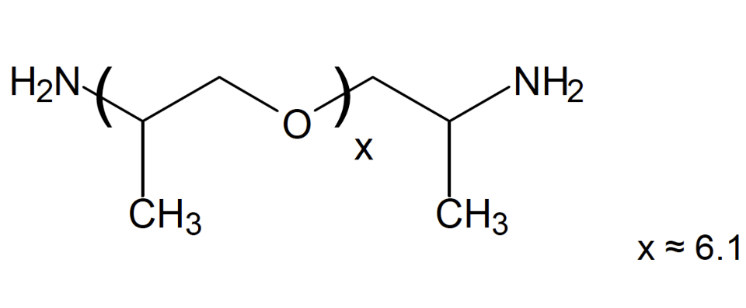 H2N ( O ) x NH2
CH3 CH3
x ≈ 6.1